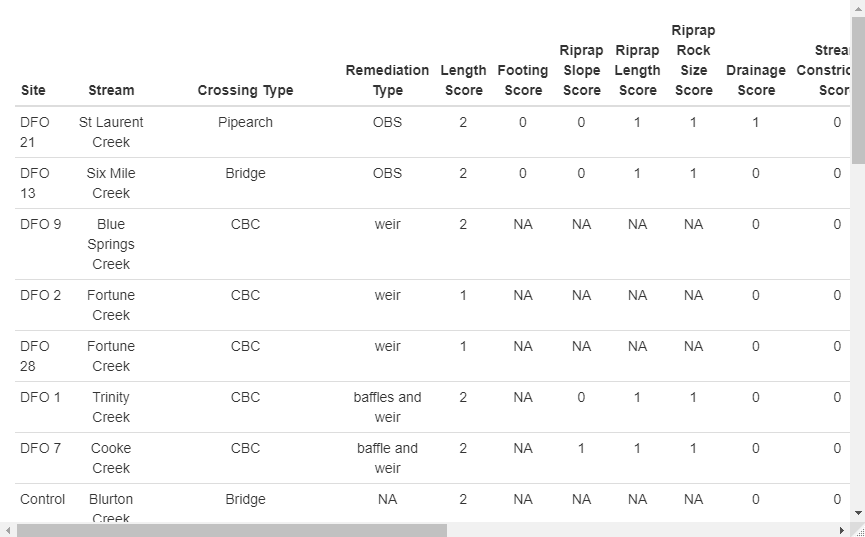 Site Stream Crossing Type Remediation Type Length Score Footing Score Riprap Slope Score Riprap Length Score Riprap Rock Size Score Drainage Score
DFO 21 St Laurent Creek Pipearch OBS 2 0 0 1 1 1 0
DFO 13 Six Mile Creek Bridge OBS 2 0 0 1 1 0 0
DFO 9 Blue Springs Creek CBC weir 2 NA NA NA NA 0 0
DFO 2 Fortune Creek CBC weir 1 NA NA NA NA 0 0
DFO 28 Fortune Creek CBC weir 1 NA NA NA NA 0 0
DFO 1 Trinity Creek CBC baffles and weir 2 NA 0 1 1 0 0
DFO 7 Cooke Creek CBC baffle and weir 2 NA 1 1 1 0 0
Control Blurton Creek Bridge NA 2 NA NA NA NA 0 0